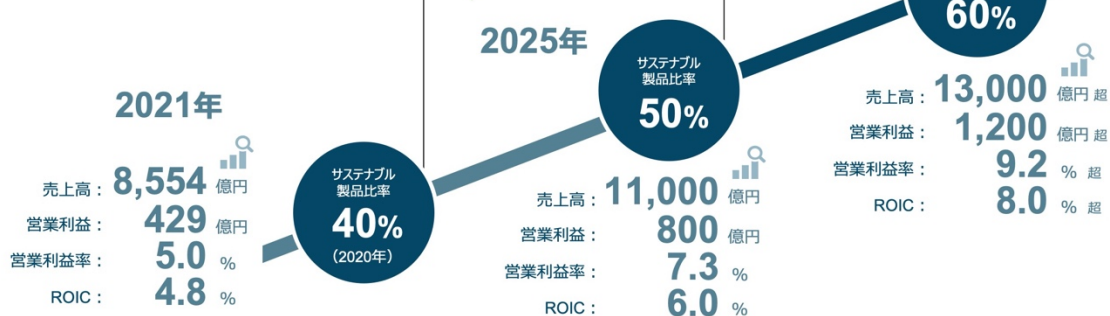 2021年
売上高： 8,554 億円
営業利益： 429 億円
営業利益率： 5.0 %
ROIC： 4.8 %
サステナブル
製品比率
40%
(2020年)
2025年
サステナブル
製品比率
50%
売上高： 11,000 億円
営業利益： 800 億円
営業利益率： 7.3 %
ROIC： 6.0 %
60%
売上高： 13,000 億円 超
営業利益： 1,200 億円 超
営業利益率： 9.2 % 超
ROIC： 8.0 % 超